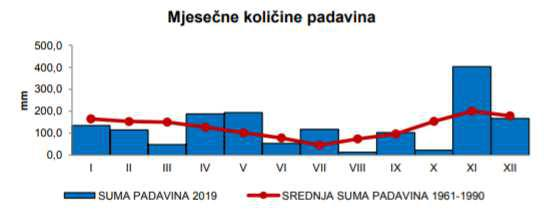 Mjesečne količine padavina
500,0
400,0
300,0
200,0
100,0
0,0
mm
I II III IV V VI VII VIII IX X XI XII
SUMA PADAVINA 2019 SREDNJA SUMA PADAVINA 1961-1990